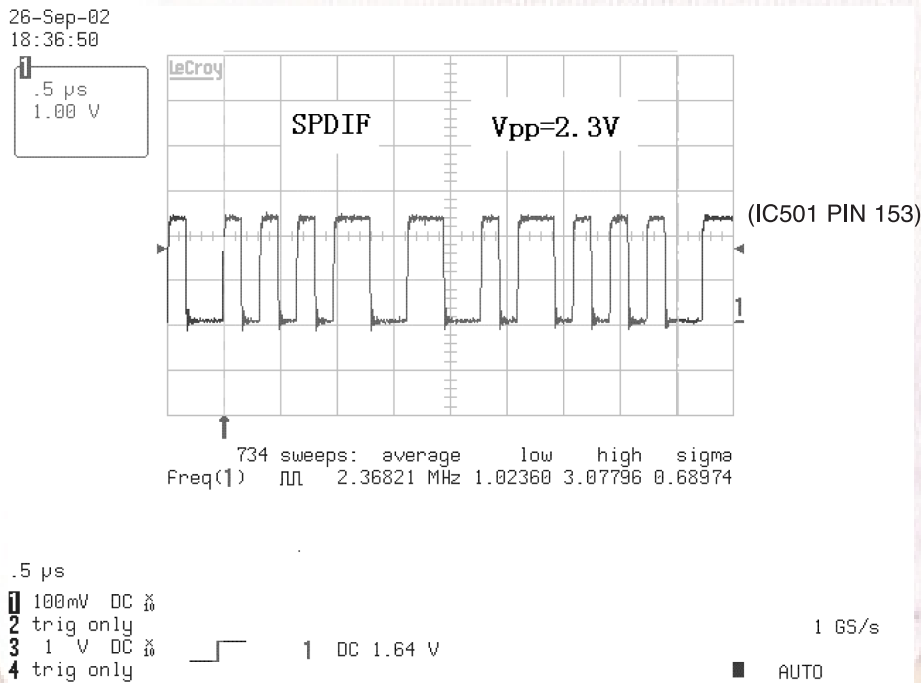 26-Sep-02
18:36:50
1
.5 µs
1.00 V
LeCroy
SPDIF
Vpp=2.3V
(IC501 PIN 153)
1
734 sweeps: average low high sigma
Freq(1) 2.36821 MHz 1.02360 3.07796 0.68974
.5 µs
1 100mV DC X10
2 trig only
3 1 V DC X10
4 trig only
1 DC 1.64 V
1 GS/s
AUTO